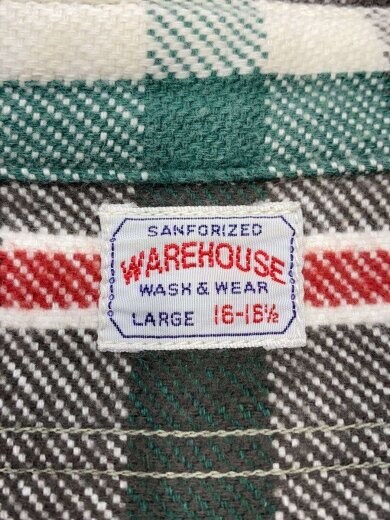 SANFORIZED
WAREHOUSE
WASH & WEAR
LARGE 16-16½